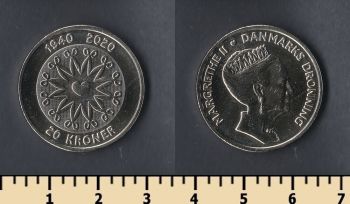 1940 2020
20 KRONER
MARGRETHE II DANMARKS DRONNING
1 2 3 4 5 6 7